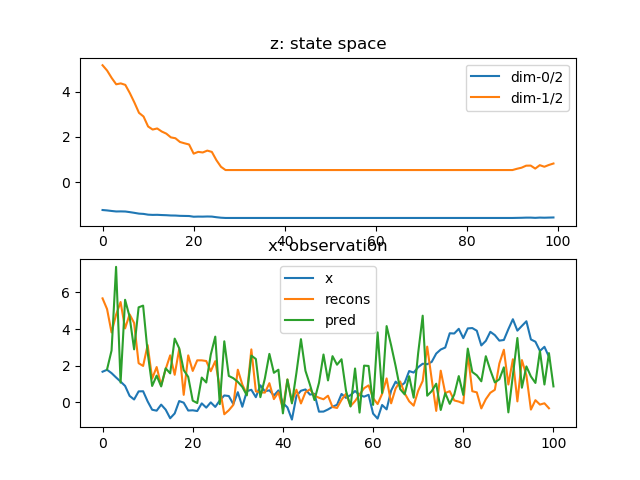 z: state space
dim-0/2
dim-1/2
4
2
0
0 20 40 60 80 100
x: observation
x
recons
pred
6
4
2
0
0 20 40 60 80 100